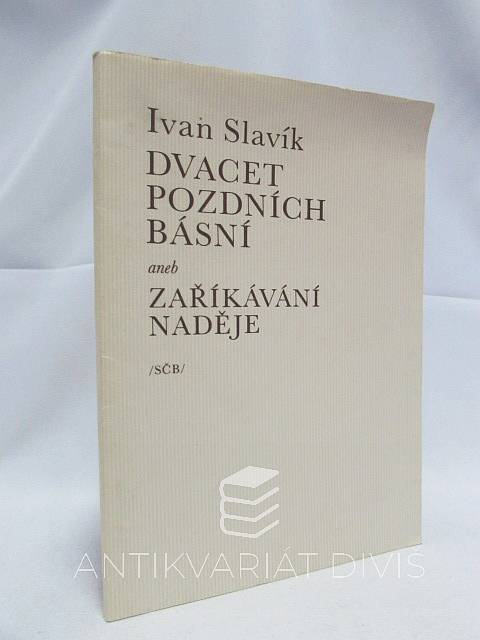 Ivan Slavík
DVACET
POZDNÍCH
BÁSNÍ
aneb
ZAŘÍKÁVÁNÍ
NADĚJE
/SČB/
ANTIKVARIÁT DIVIŠ